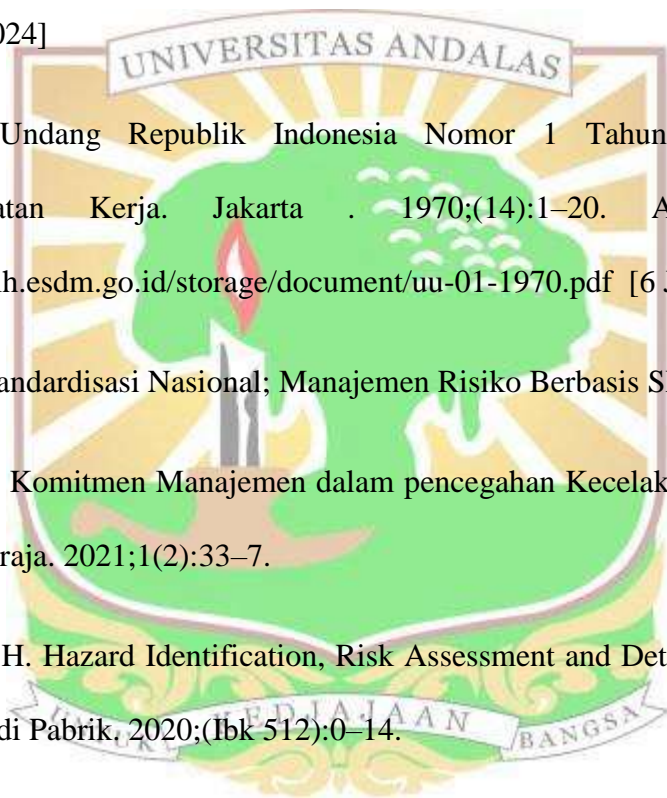 024]
UNIVERSITAS ANDALAS
Undang Republik Indonesia Nomor 1 Tahun
atan Kerja. Jakarta . 1970;(14):1–20. A
h.esdm.go.id/storage/document/uu-01-1970.pdf [6 J
andardisasi Nasional; Manajemen Risiko Berbasis S
Komitmen Manajemen dalam pencegahan Kecelak
raja. 2021;1(2):33–7.
H. Hazard Identification, Risk Assessment and Det
di Pabrik. 2020;(Ibk 512):0–14.
UNTUK KEDJAJAAN BANGSA